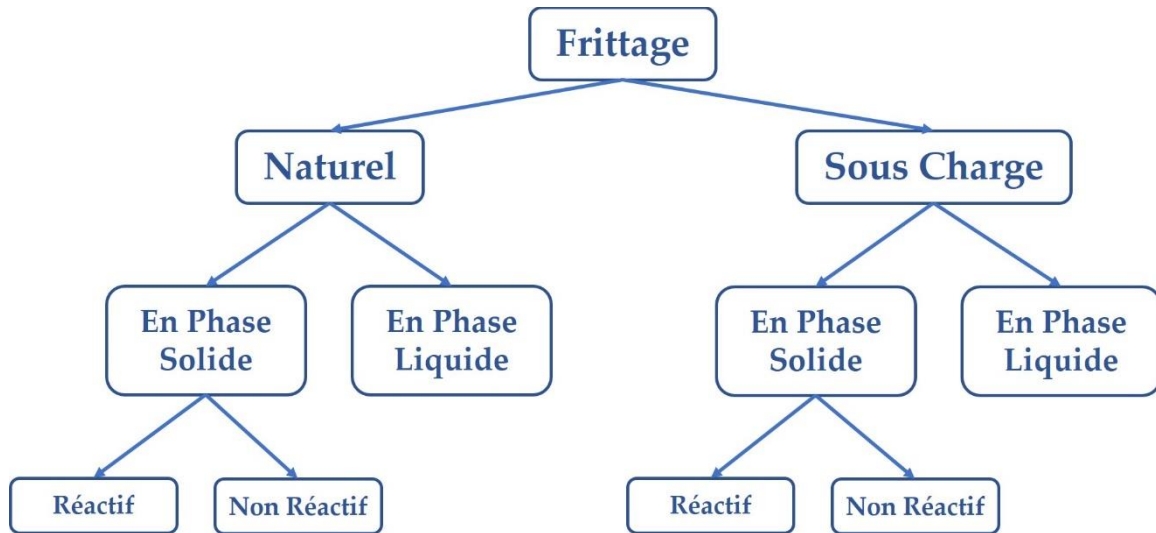 Frittage
Naturel
Sous Charge
En Phase
Solide
En Phase
Liquide
En Phase
Solide
En Phase
Liquide
Réactif
Non Réactif
Réactif
Non Réactif